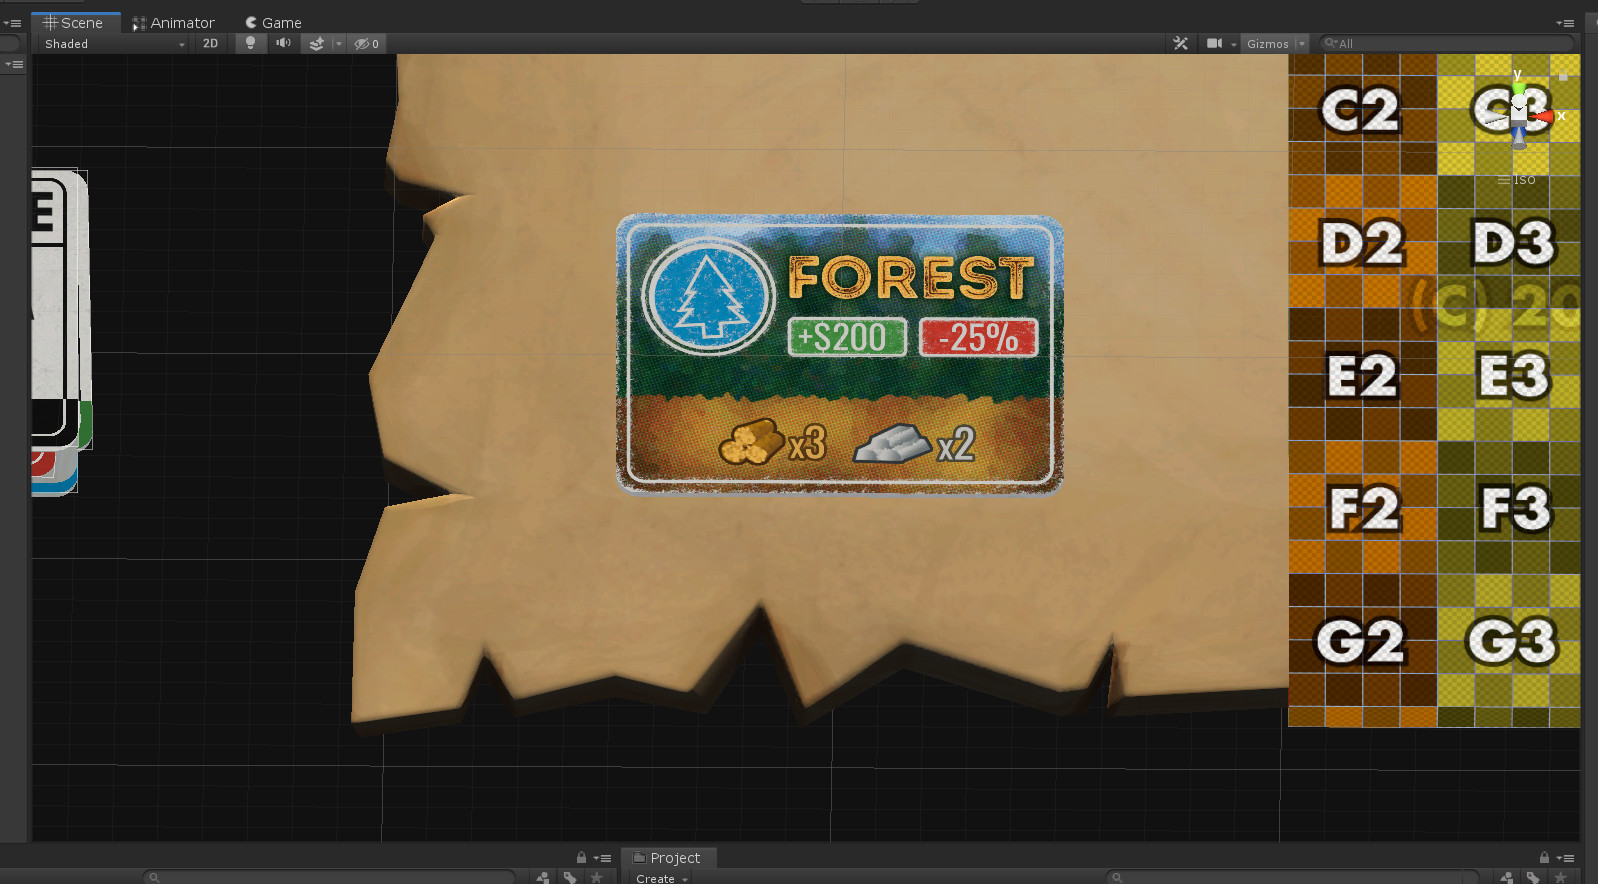 Scene Animator Game
Shaded 2D 0 Gizmos All
C2 C3
y
x
Iso
E
D2 D3
FOREST
(C) 20
+$200 -25%
E2 E3
x3 x2
F2 F3
G2 G3
Project
Create